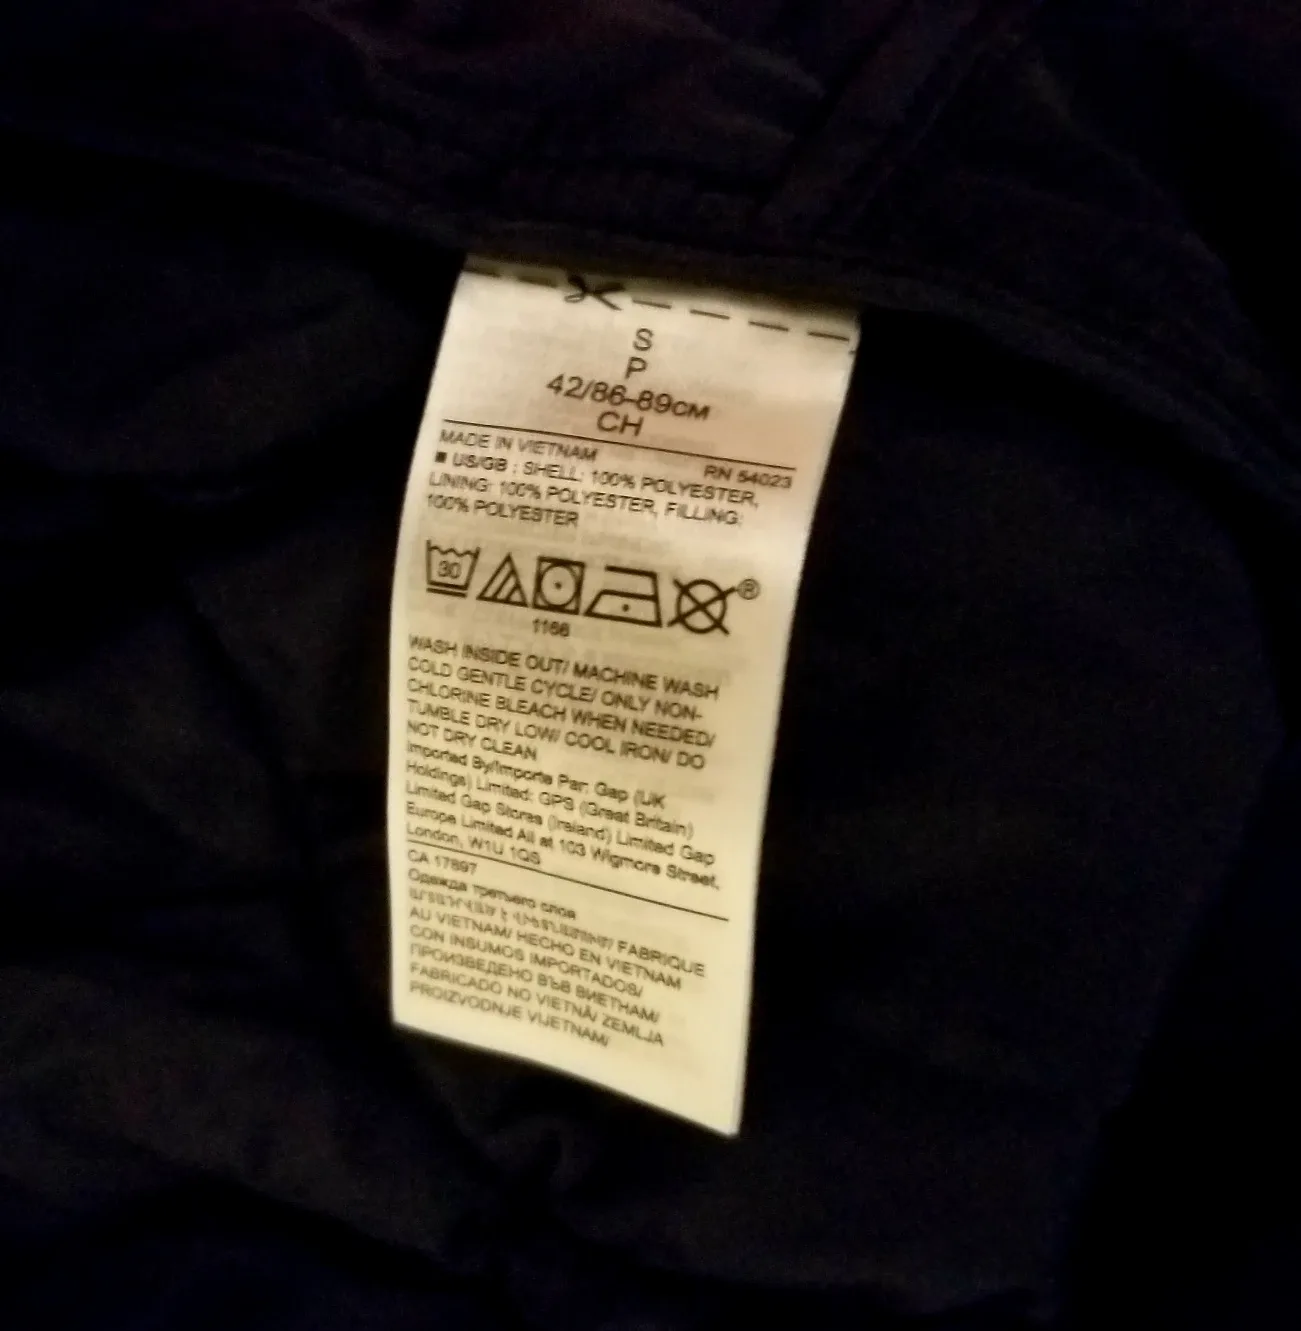 S
P
42/86-89см
CH
MADE IN VIETNAM RN 54023
■ US/GB : SHELL: 100% POLYESTER,
LINING: 100% POLYESTER, FILLING:
100% POLYESTER
30
®
1166
WASH INSIDE OUT/ MACHINE WASH
COLD GENTLE CYCLE/ ONLY NON-
CHLORINE BLEACH WHEN NEEDED/
TUMBLE DRY LOW/ COOL IRON/ DO
NOT DRY CLEAN
Imported By/Importe Par: Gap (UK
Holdings) Limited; GPS (Great Britain)
Limited Gap Stores (Ireland) Limited Gap
Europe Limited All at 103 Wigmore Street,
London, W1U 1QS
CA 17897
Одежда третьего слоя
FABRIQUE
AU VIETNAM/ HECHO EN VIETNAM
CON INSUMOS IMPORTADOS/
ПРОИЗВЕДЕНО ВЪВ ВИЕТНАМ/
FABRICADO NO VIETNÃ/ ZEMLJA
PROIZVODNJE VIJETNAM/